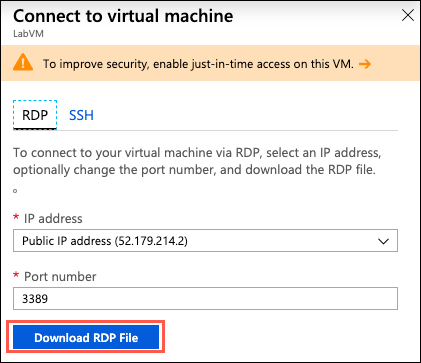 Connect to virtual machine
LabVM
To improve security, enable just-in-time access on this VM. →
RDP SSH
To connect to your virtual machine via RDP, select an IP address,
optionally change the port number, and download the RDP file.
* IP address
Public IP address (52.179.214.2)
* Port number
3389
Download RDP File